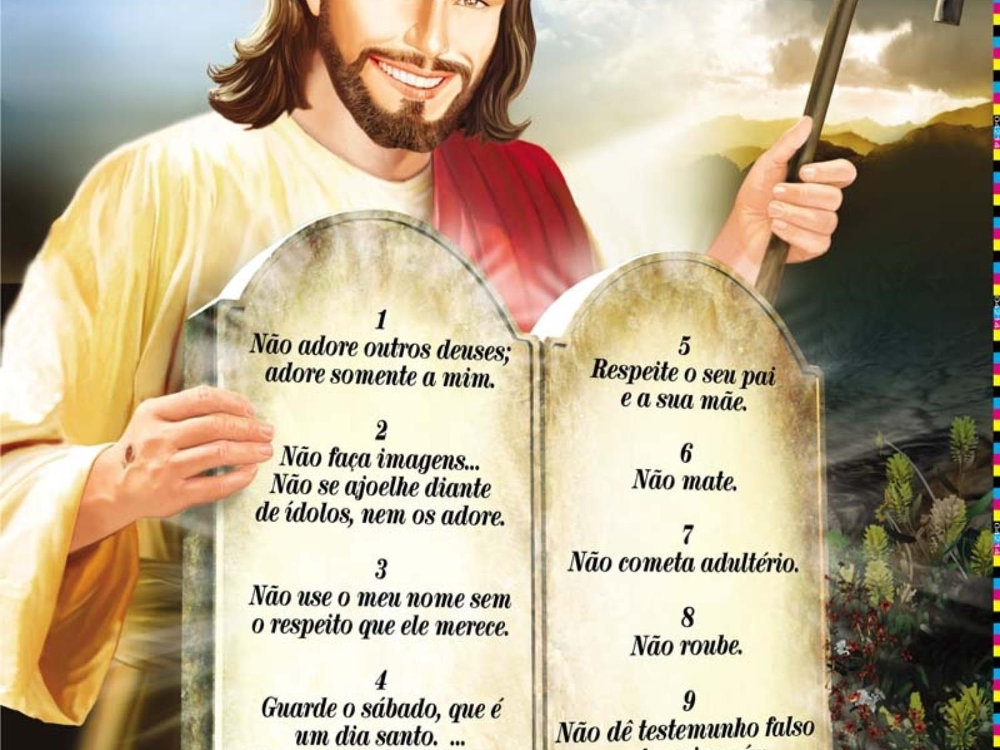 1
Não adore outros deuses;
adore somente a mim.
2
Não faça imagens...
Não se ajoelhe diante
de ídolos, nem os adore.
3
Não use o meu nome sem
o respeito que ele merece.
4
Guarde o sábado, que é
um dia santo. ...
5
Respeite o seu pai
e a sua mãe.
6
Não mate.
7
Não cometa adultério.
8
Não roube.
9
Não dê testemunho falso